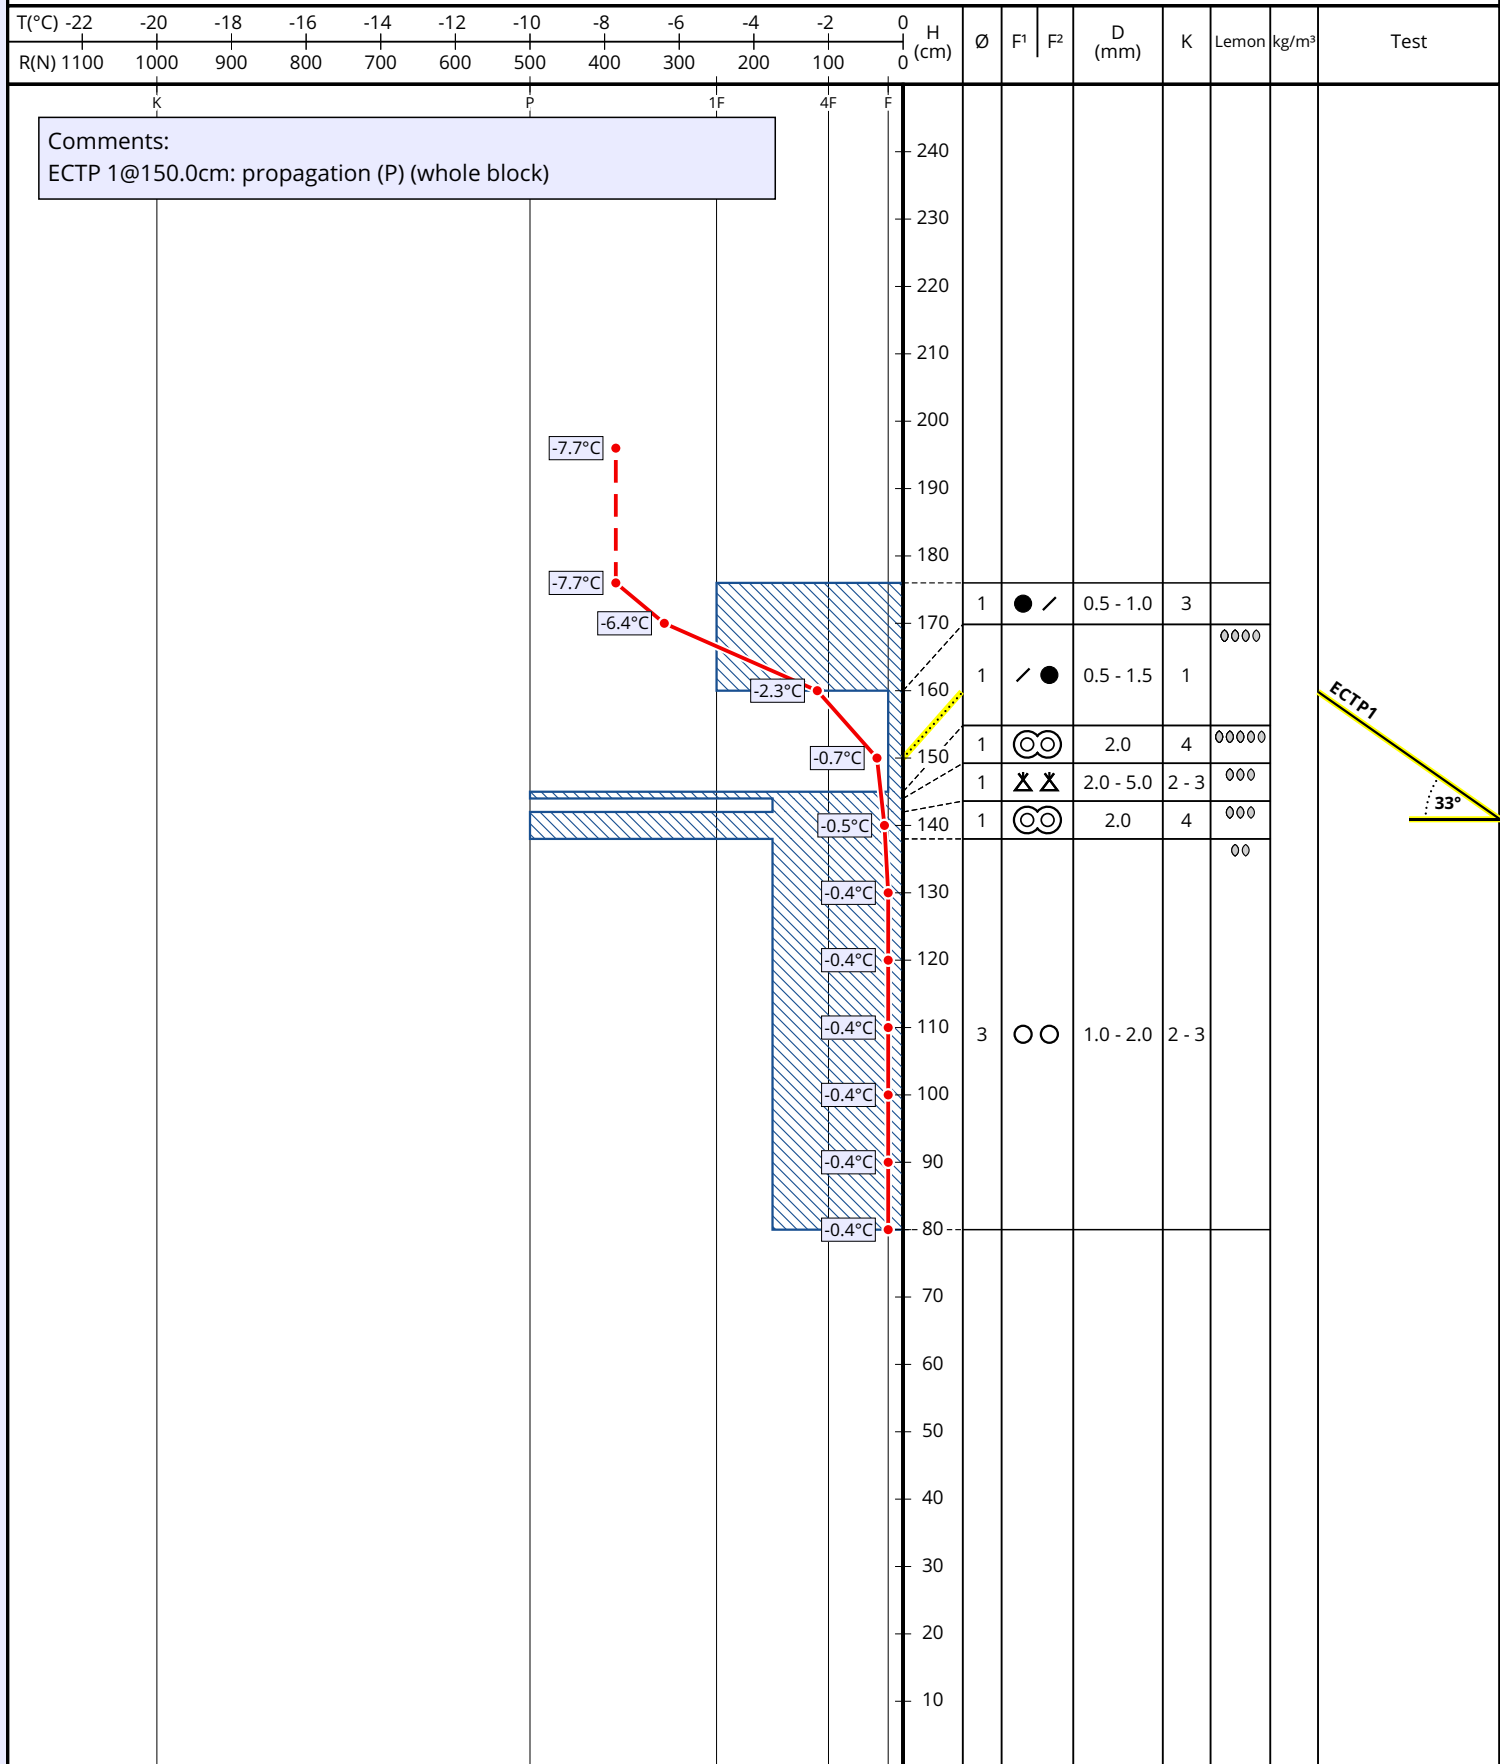 T(°C) -22 -20 -18 -16 -14 -12 -10 -8 -6 -4 -2 0
R(N) 1100 1000 900 800 700 600 500 400 300 200 100 0
H (cm) Ø F¹ F² D (mm) K Lemon kg/m³ Test
K P 1F 4F F
Comments:
ECTP 1@150.0cm: propagation (P) (whole block)
240
230
220
210
200
-7.7°C
190
180
-7.7°C
1 0.5 - 1.0 3
-6.4°C 170
1 0.5 - 1.5 1
-2.3°C 160
ECTP1
1 2.0 4
-0.7°C 150
1 2.0 - 5.0 2 - 3
33°
1 2.0 4
-0.5°C 140
-0.4°C 130
-0.4°C 120
-0.4°C 110
3 1.0 - 2.0 2 - 3
-0.4°C 100
-0.4°C 90
-0.4°C 80
70
60
50
40
30
20
10